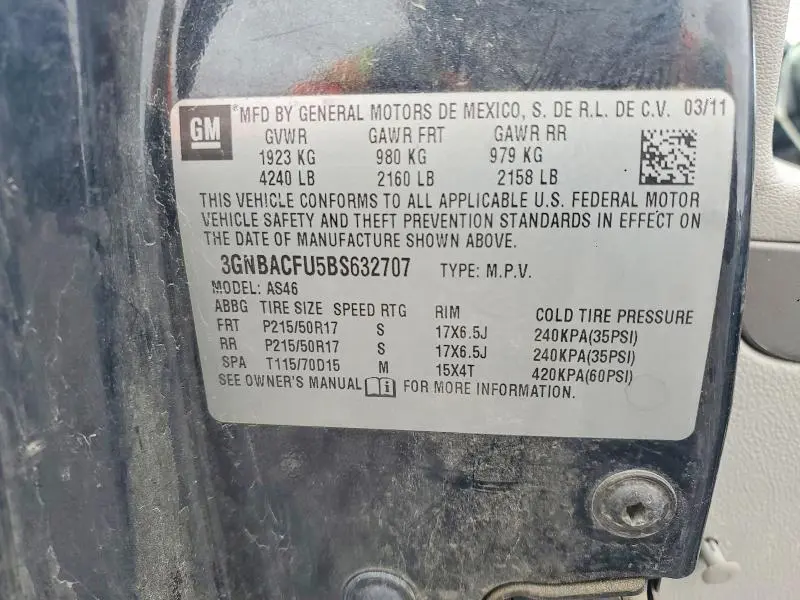 GM
®MFD BY GENERAL MOTORS DE MEXICO, S. DE R.L. DE C.V. 03/11
GVWR GAWR FRT GAWR RR
1923 KG 980 KG 979 KG
4240 LB 2160 LB 2158 LB
THIS VEHICLE CONFORMS TO ALL APPLICABLE U.S. FEDERAL MOTOR
VEHICLE SAFETY AND THEFT PREVENTION STANDARDS IN EFFECT ON
THE DATE OF MANUFACTURE SHOWN ABOVE.
3GNBACFU5BS632707 TYPE: M.P.V.
MODEL: AS46
ABBG TIRE SIZE SPEED RTG RIM COLD TIRE PRESSURE
FRT P215/50R17 S 17X6.5J 240KPA(35PSI)
RR P215/50R17 S 17X6.5J 240KPA(35PSI)
SPA T115/70D15 M 15X4T 420KPA(60PSI)
SEE OWNER'S MANUAL i FOR MORE INFORMATION.